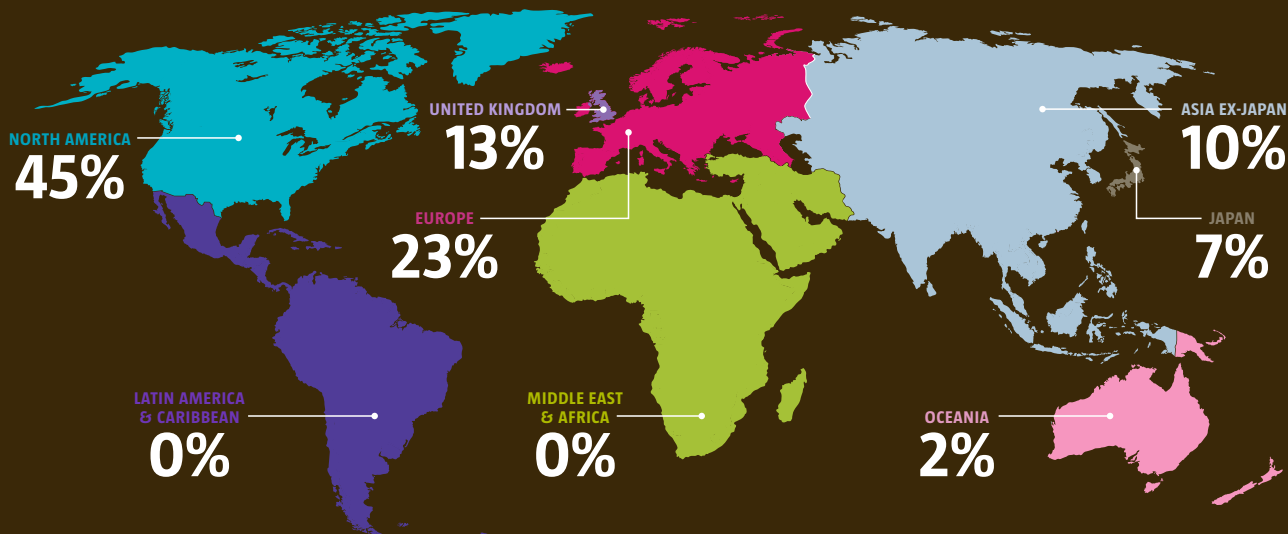 NORTH AMERICA
45%
UNITED KINGDOM
13%
EUROPE
23%
ASIA EX-JAPAN
10%
JAPAN
7%
LATIN AMERICA
& CARIBBEAN
0%
MIDDLE EAST
& AFRICA
0%
OCEANIA
2%